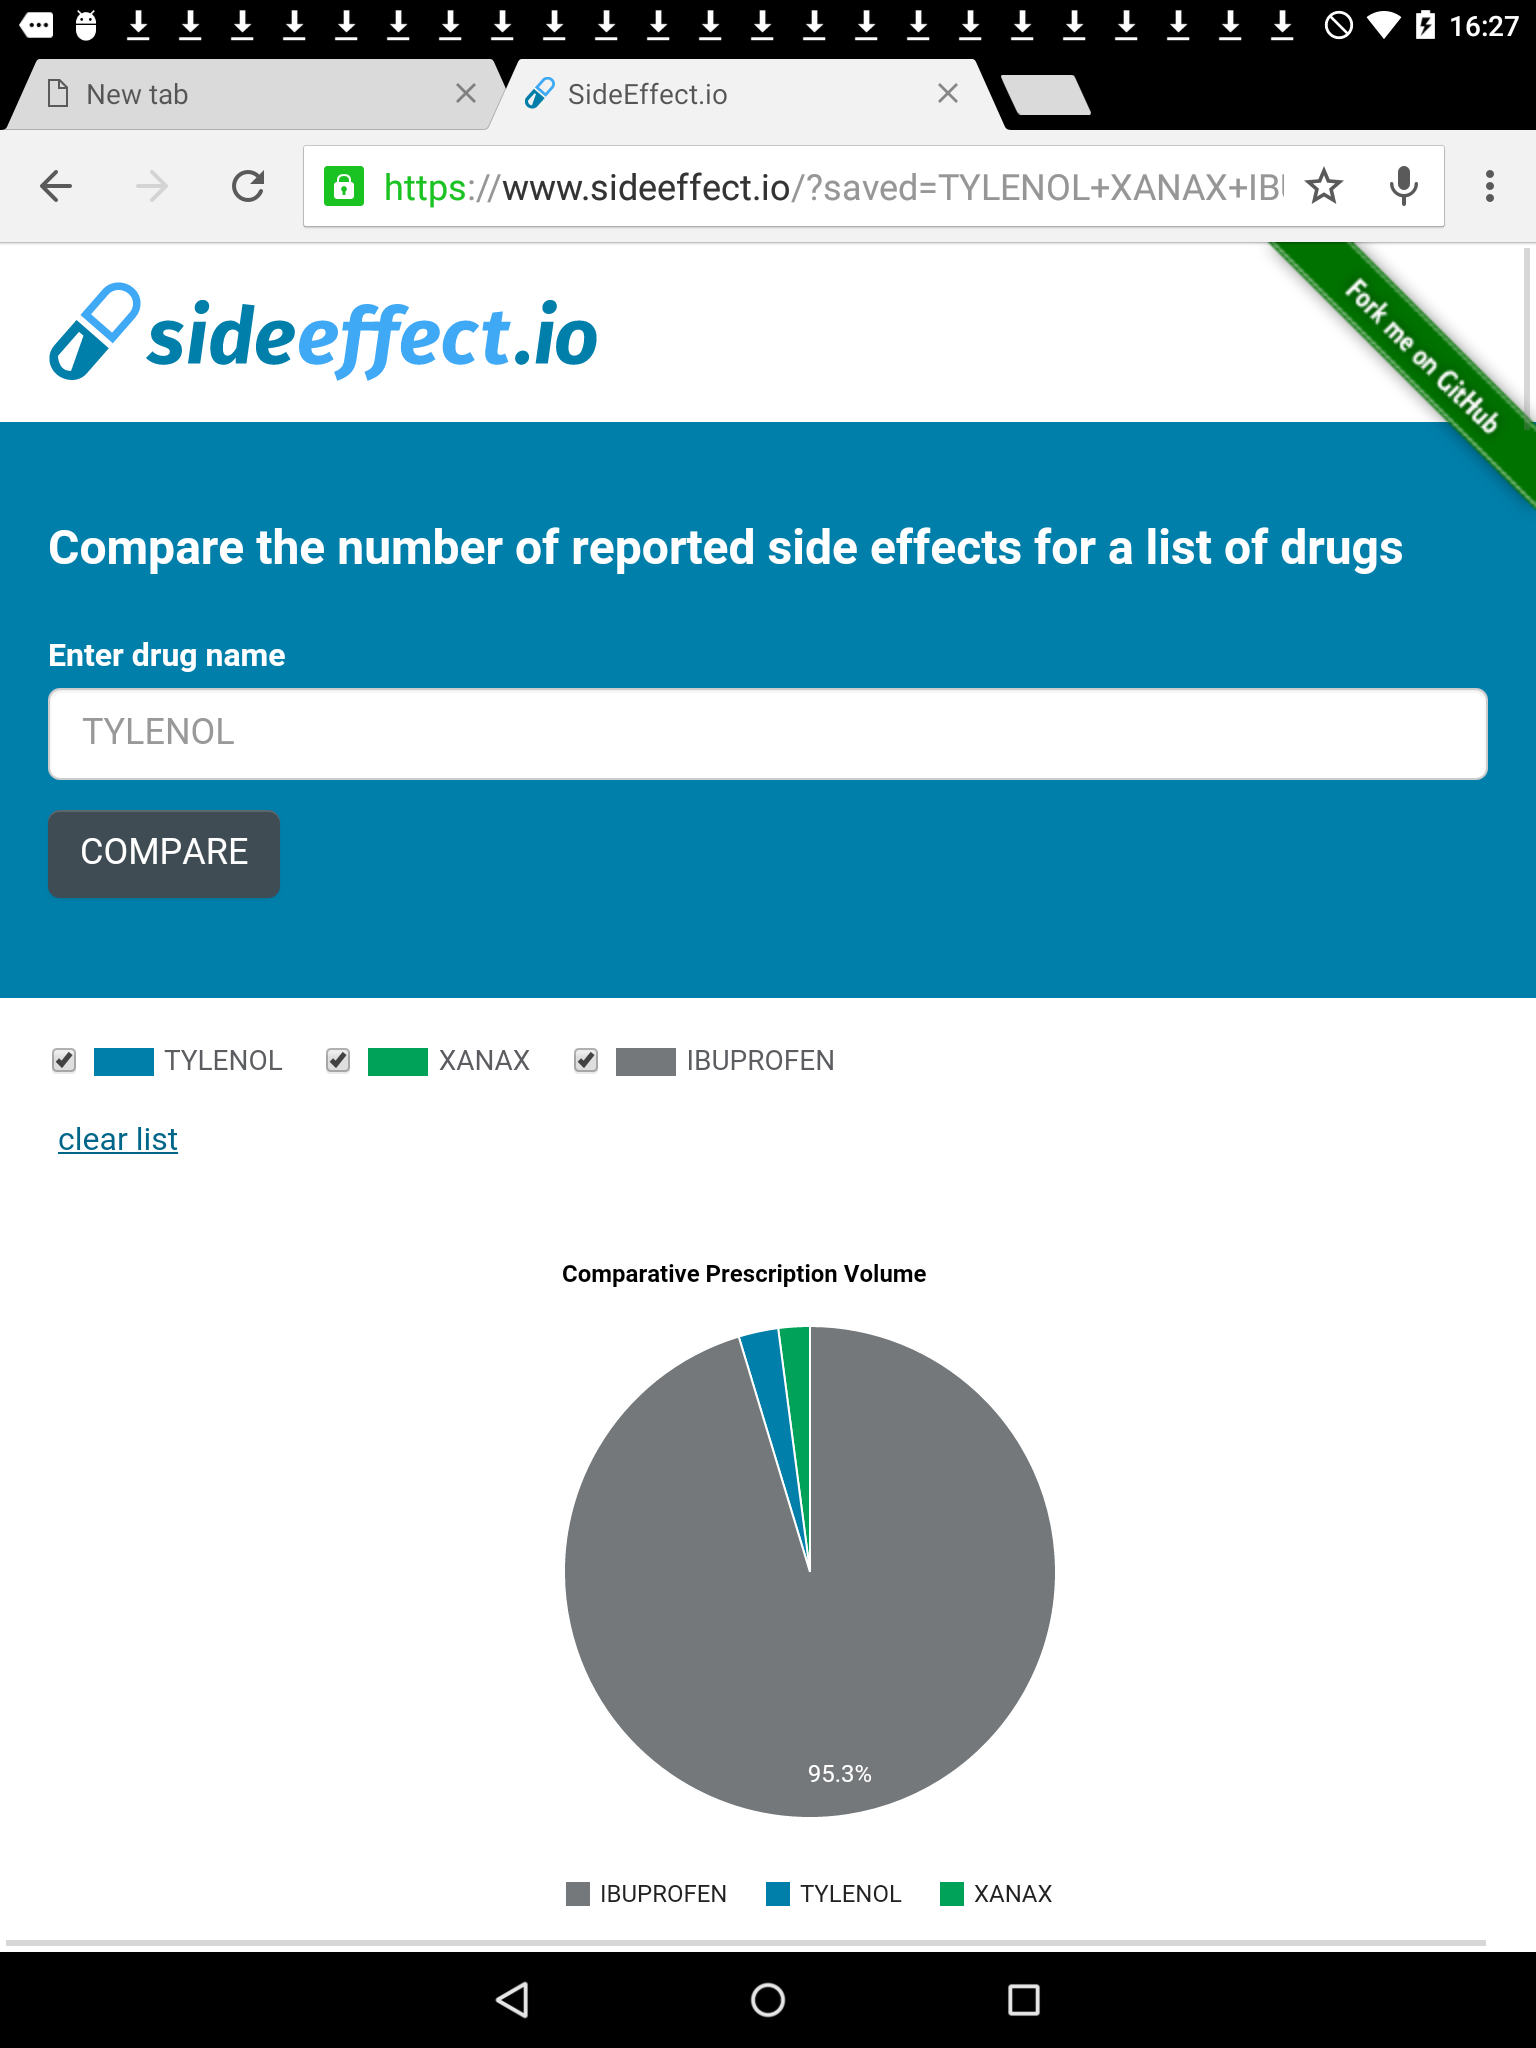 16:27
New tab
SideEffect.io
https://www.sideeffect.io/?saved=TYLENOL+XANAX+IB
sideeffect.io
Fork me on GitHub
Compare the number of reported side effects for a list of drugs
Enter drug name
TYLENOL
COMPARE
TYLENOL XANAX IBUPROFEN
clear list
Comparative Prescription Volume
95.3%
IBUPROFEN TYLENOL XANAX